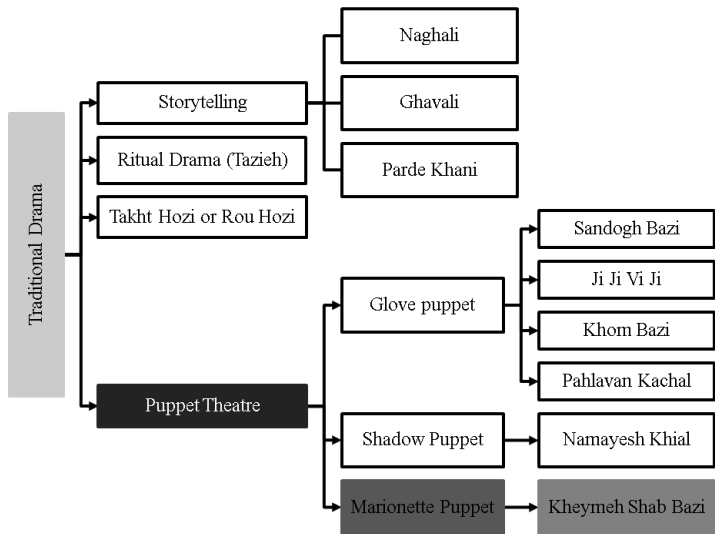 Traditional Drama
Storytelling
Naghali
Ghavali
Parde Khani
Ritual Drama (Tazieh)
Takht Hozi or Rou Hozi
Puppet Theatre
Glove puppet
Sandogh Bazi
Ji Ji Vi Ji
Khom Bazi
Pahlavan Kachal
Shadow Puppet
Namayesh Khial
Marionette Puppet
Kheymeh Shab Bazi